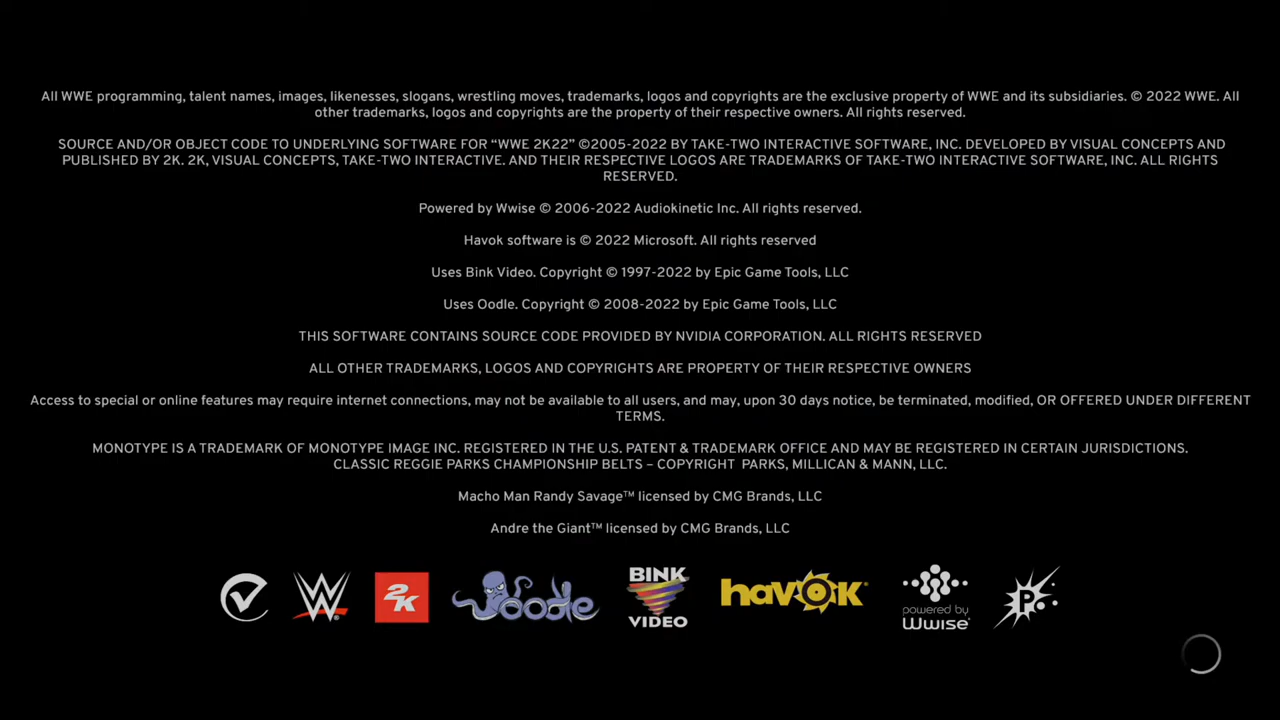 All WWE programming, talent names, images, likenesses, slogans, wrestling moves, trademarks, logos and copyrights are the exclusive property of WWE and its subsidiaries. © 2022 WWE. All
other trademarks, logos and copyrights are the property of their respective owners. All rights reserved.
SOURCE AND/OR OBJECT CODE TO UNDERLYING SOFTWARE FOR “WWE 2K22” ©2005-2022 BY TAKE-TWO INTERACTIVE SOFTWARE, INC. DEVELOPED BY VISUAL CONCEPTS AND
PUBLISHED BY 2K. 2K, VISUAL CONCEPTS, TAKE-TWO INTERACTIVE. AND THEIR RESPECTIVE LOGOS ARE TRADEMARKS OF TAKE-TWO INTERACTIVE SOFTWARE, INC. ALL RIGHTS
RESERVED.
Powered by Wwise © 2006-2022 Audiokinetic Inc. All rights reserved.
Havok software is © 2022 Microsoft. All rights reserved
Uses Bink Video. Copyright © 1997-2022 by Epic Game Tools, LLC
Uses Oodle. Copyright © 2008-2022 by Epic Game Tools, LLC
THIS SOFTWARE CONTAINS SOURCE CODE PROVIDED BY NVIDIA CORPORATION. ALL RIGHTS RESERVED
ALL OTHER TRADEMARKS, LOGOS AND COPYRIGHTS ARE PROPERTY OF THEIR RESPECTIVE OWNERS
Access to special or online features may require internet connections, may not be available to all users, and may, upon 30 days notice, be terminated, modified, OR OFFERED UNDER DIFFERENT
TERMS.
MONOTYPE IS A TRADEMARK OF MONOTYPE IMAGE INC. REGISTERED IN THE U.S. PATENT & TRADEMARK OFFICE AND MAY BE REGISTERED IN CERTAIN JURISDICTIONS.
CLASSIC REGGIE PARKS CHAMPIONSHIP BELTS – COPYRIGHT PARKS, MILLICAN & MANN, LLC.
Macho Man Randy Savage™ licensed by CMG Brands, LLC
Andre the Giant™ licensed by CMG Brands, LLC
W ® 2K oodle BINK VIDEO havok powered by Wwise P